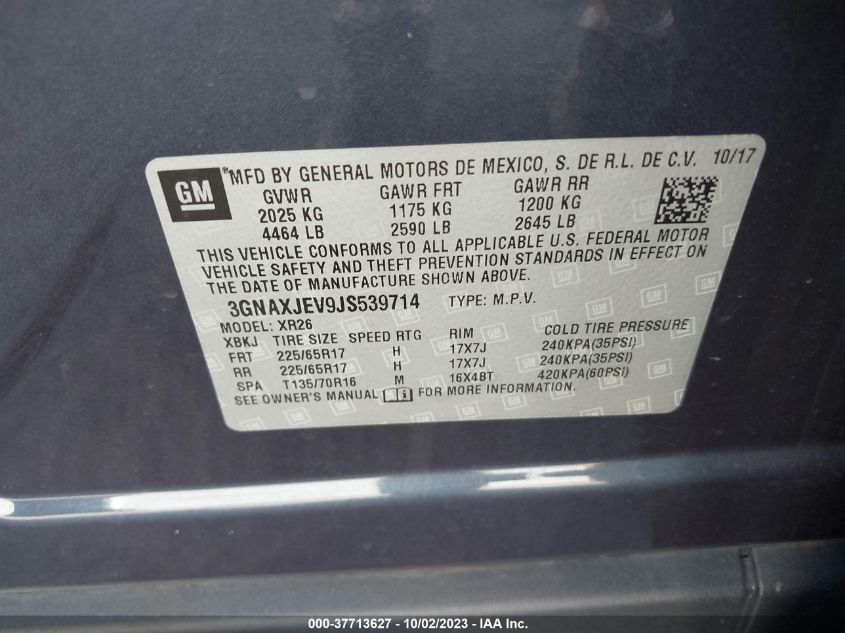 GM ®MFD BY GENERAL MOTORS DE MEXICO, S. DE R.L. DE C.V. 10/17
GVWR GAWR FRT GAWR RR
2025 KG 1175 KG 1200 KG
4464 LB 2590 LB 2645 LB
THIS VEHICLE CONFORMS TO ALL APPLICABLE U.S. FEDERAL MOTOR
VEHICLE SAFETY AND THEFT PREVENTION STANDARDS IN EFFECT ON
THE DATE OF MANUFACTURE SHOWN ABOVE.
3GNAXJEV9JS539714 TYPE: M.P.V.
MODEL: XR26
XBKJ TIRE SIZE SPEED RTG RIM COLD TIRE PRESSURE
FRT 225/65R17 H 17X7J 240KPA(35PSI)
RR 225/65R17 H 17X7J 240KPA(35PSI)
SPA T135/70R16 M 16X4BT 420KPA(60PSI)
SEE OWNER'S MANUAL FOR MORE INFORMATION.
000-37713627 - 10/02/2023 - IAA Inc.